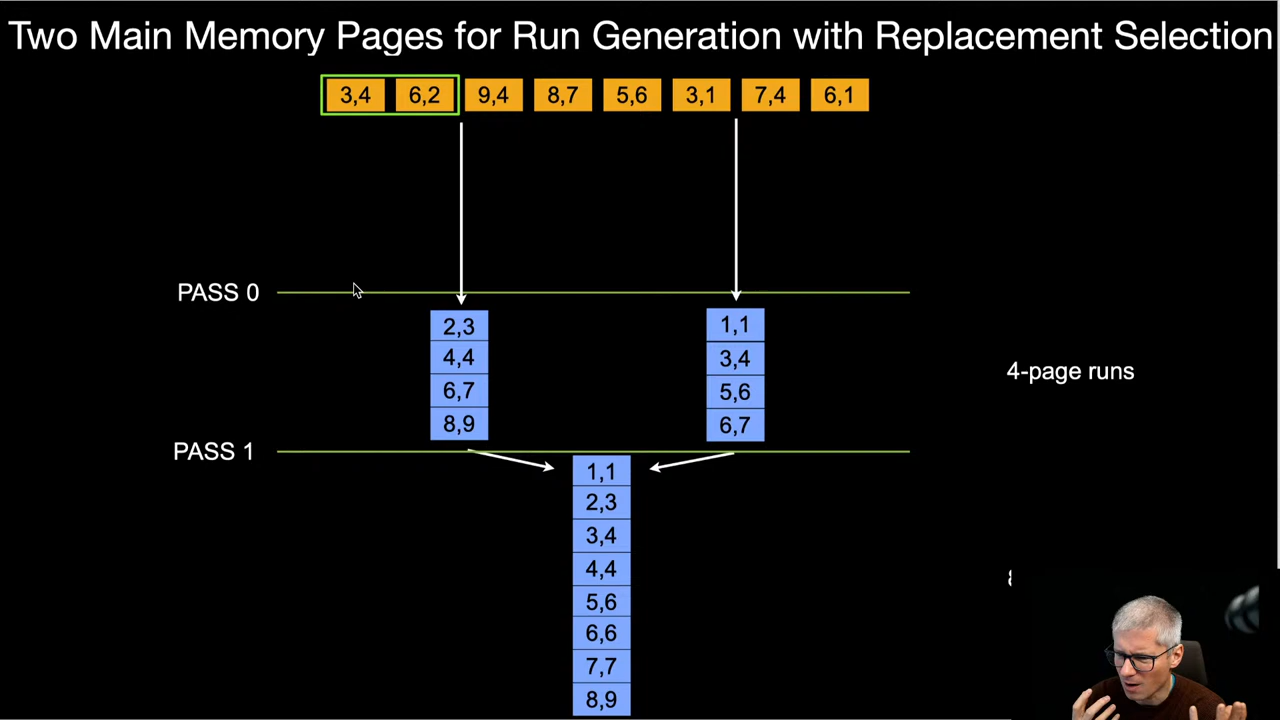 Two Main Memory Pages for Run Generation with Replacement Selection
3,4 6,2 9,4 8,7 5,6 3,1 7,4 6,1
PASS 0
2,3 1,1
4,4 3,4
6,7 5,6
8,9 6,7
4-page runs
PASS 1
1,1
2,3
3,4
4,4
5,6
6,6
7,7
8,9